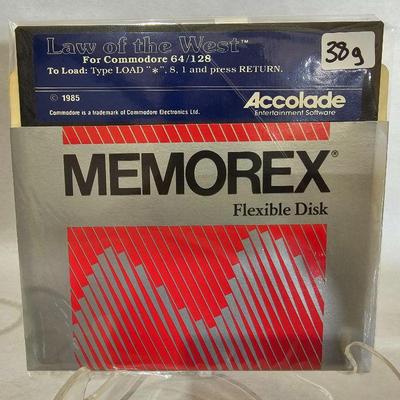 Law of the West™
For Commodore 64/128
To Load: Type LOAD "*", 8, 1 and press RETURN.
38g
© 1985
Commodore is a trademark of Commodore Electronics Ltd.
Accolade™
Entertainment Software
MEMOREX®
Flexible Disk